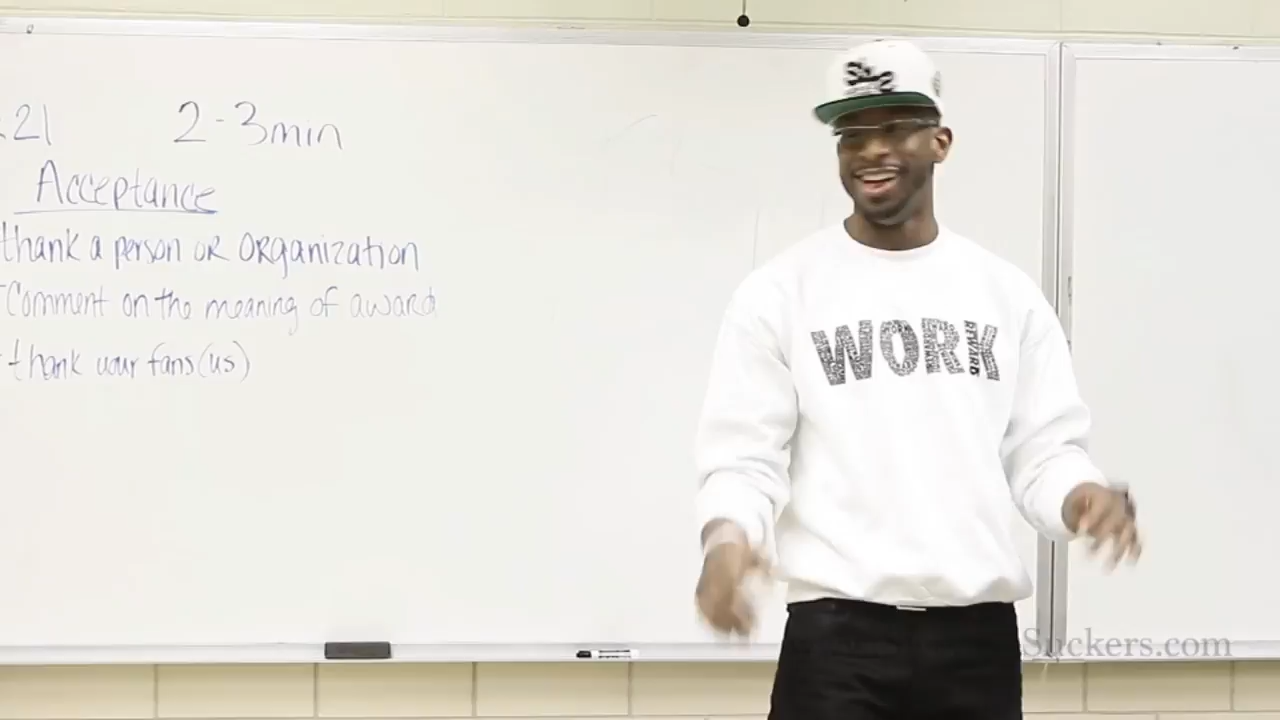 .21 2-3min
Acceptance
thank a person OR ORganization
- Comment on the meaning of award
- thank your fans(us)
WORK
REWARD
Suckers.com